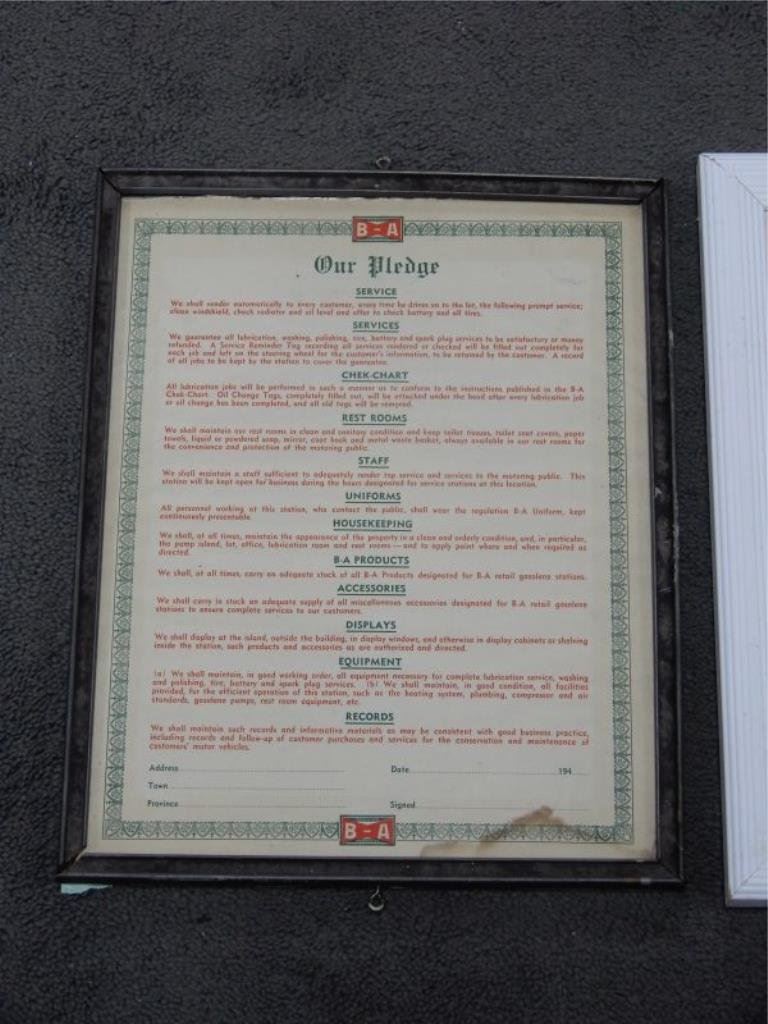 B-A
Our Pledge
SERVICE
We shall render automatically to every customer, every time he drives on to the lot, the following prompt service;
clean windshield, check radiator and oil level and offer to check battery and all tires.
SERVICES
We guarantee all lubrication, washing, polishing, tire, battery and spark plug services to be satisfactory or money
refunded. A Service Reminder Tag recording all services rendered or checked will be filled out completely for
each job and left on the steering wheel for the customer's information, to be retained by the customer. A record
of all jobs to be kept by the station to cover the guarantee.
CHEK-CHART
All lubrication jobs will be performed in such a manner as to conform to the instructions published in the B-A
Chek-Chart. Oil Change Tags, completely filled out, will be attached under the hood after every lubrication job
or oil change has been completed, and all old tags will be removed.
REST ROOMS
We shall maintain our rest rooms in clean and sanitary condition and keep toilet tissues, toilet seat covers, paper
towels, liquid or powdered soap, mirror, coat hook and metal waste basket, always available in our rest rooms for
the convenience and protection of the motoring public.
STAFF
We shall maintain a staff sufficient to adequately render top service and services to the motoring public. This
station will be kept open for business during the hours designated for service stations at this location.
UNIFORMS
All personnel working at this station, who contact the public, shall wear the regulation B-A Uniform, kept
continuously presentable.
HOUSEKEEPING
We shall, at all times, maintain the appearance of the property in a clean and orderly condition, and, in particular,
the pump island, lot, office, lubrication room and rest rooms — and to apply paint where and when required as
directed.
B-A PRODUCTS
We shall, at all times, carry an adequate stock of all B-A Products designated for B-A retail gasolene stations.
ACCESSORIES
We shall carry in stock an adequate supply of all miscellaneous accessories designated for B-A retail gasolene
stations to ensure complete services to our customers.
DISPLAYS
We shall display at the island, outside the building, in display windows, and otherwise in display cabinets or shelving
inside the station, such products and accessories as are authorized and directed.
EQUIPMENT
(a) We shall maintain, in good working order, all equipment necessary for complete lubrication service, washing
and polishing, tire, battery and spark plug services. (b) We shall maintain, in good condition, all facilities
provided, for the efficient operation of this station, such as the heating system, plumbing, compressor and air
standards, gasolene pumps, rest room equipment, etc.
RECORDS
We shall maintain such records and informative materials as may be consistent with good business practice,
including records and follow-up of customer purchases and services for the conservation and maintenance of
customers' motor vehicles.
Address Date 194
Town
Province Signed
B-A